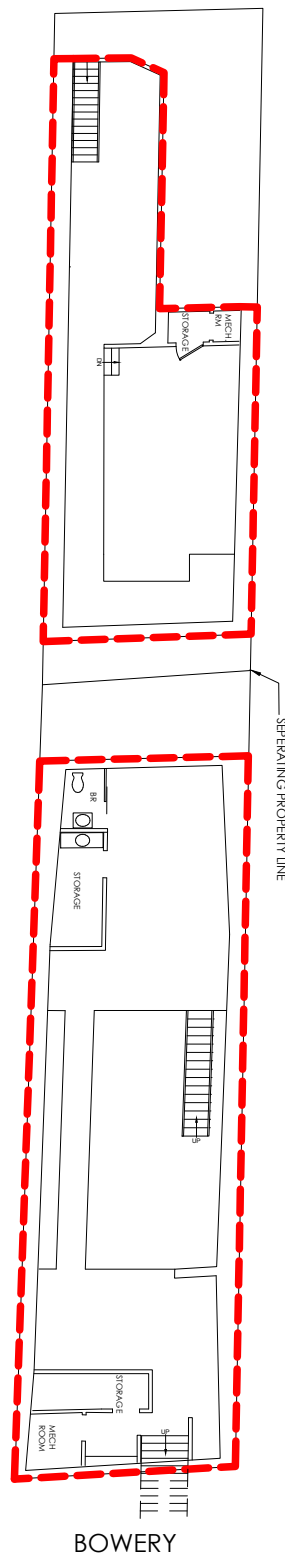 MECH.
RM
STORAGE
DN
SEPERATING PROPERTY LINE
BR
STORAGE
UP
STORAGE
UP
MECH
ROOM
BOWERY